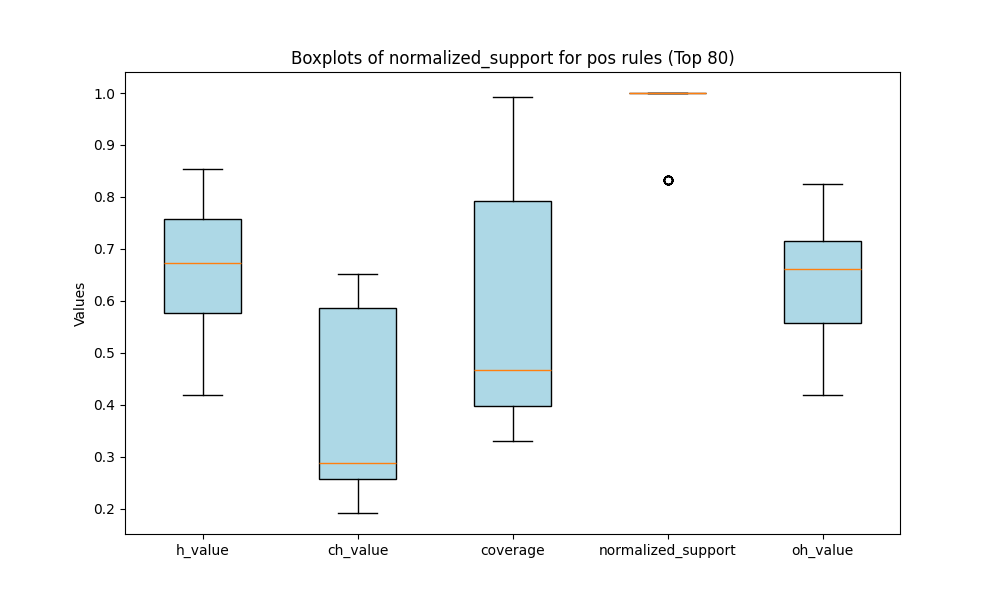 Boxplots of normalized_support for pos rules (Top 80)
Values
1.0
0.9
0.8
0.7
0.6
0.5
0.4
0.3
0.2
h_value
ch_value
coverage
normalized_support
oh_value